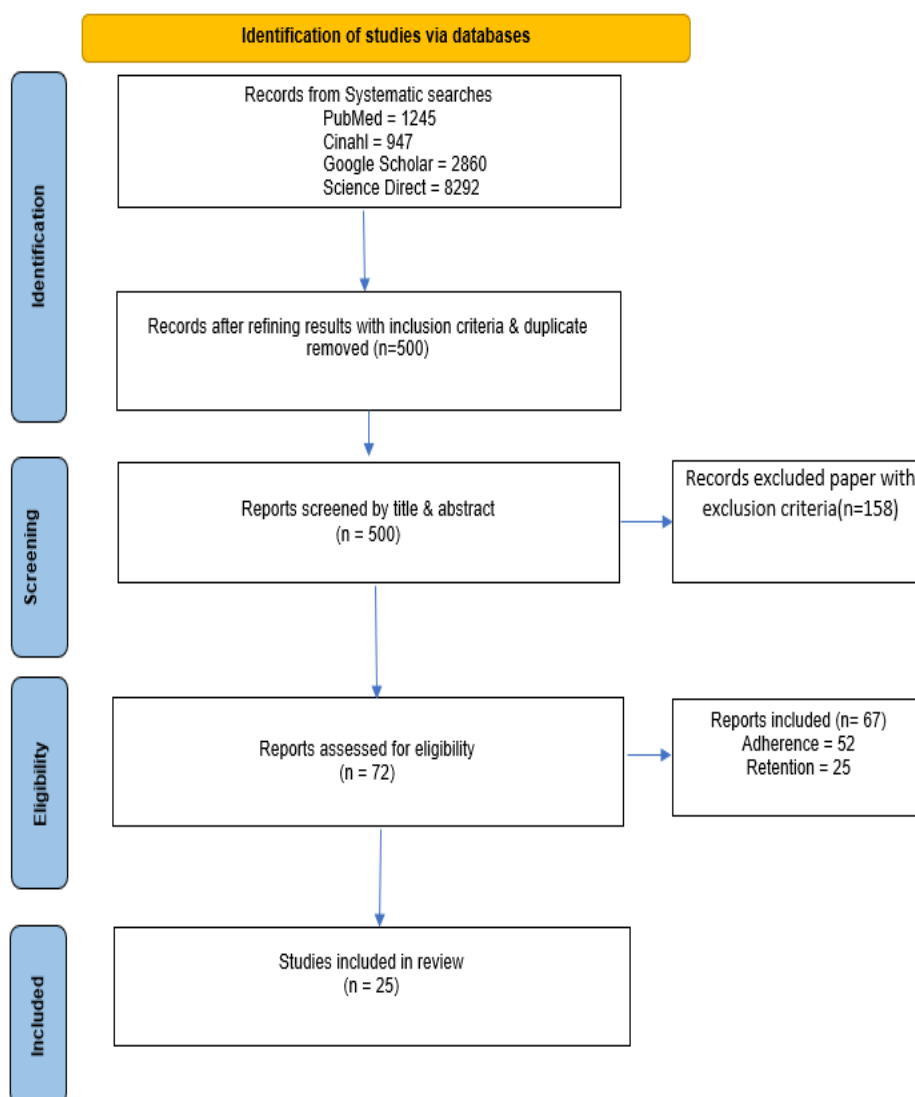 Identification of studies via databases
Identification
Records from Systematic searches
PubMed = 1245
Cinahl = 947
Google Scholar = 2860
Science Direct = 8292
Records after refining results with inclusion criteria & duplicate
removed (n=500)
Screening
Reports screened by title & abstract
(n = 500)
Records excluded paper with
exclusion criteria(n=158)
Eligibility
Reports assessed for eligibility
(n = 72)
Reports included (n= 67)
Adherence = 52
Retention = 25
Included
Studies included in review
(n = 25)